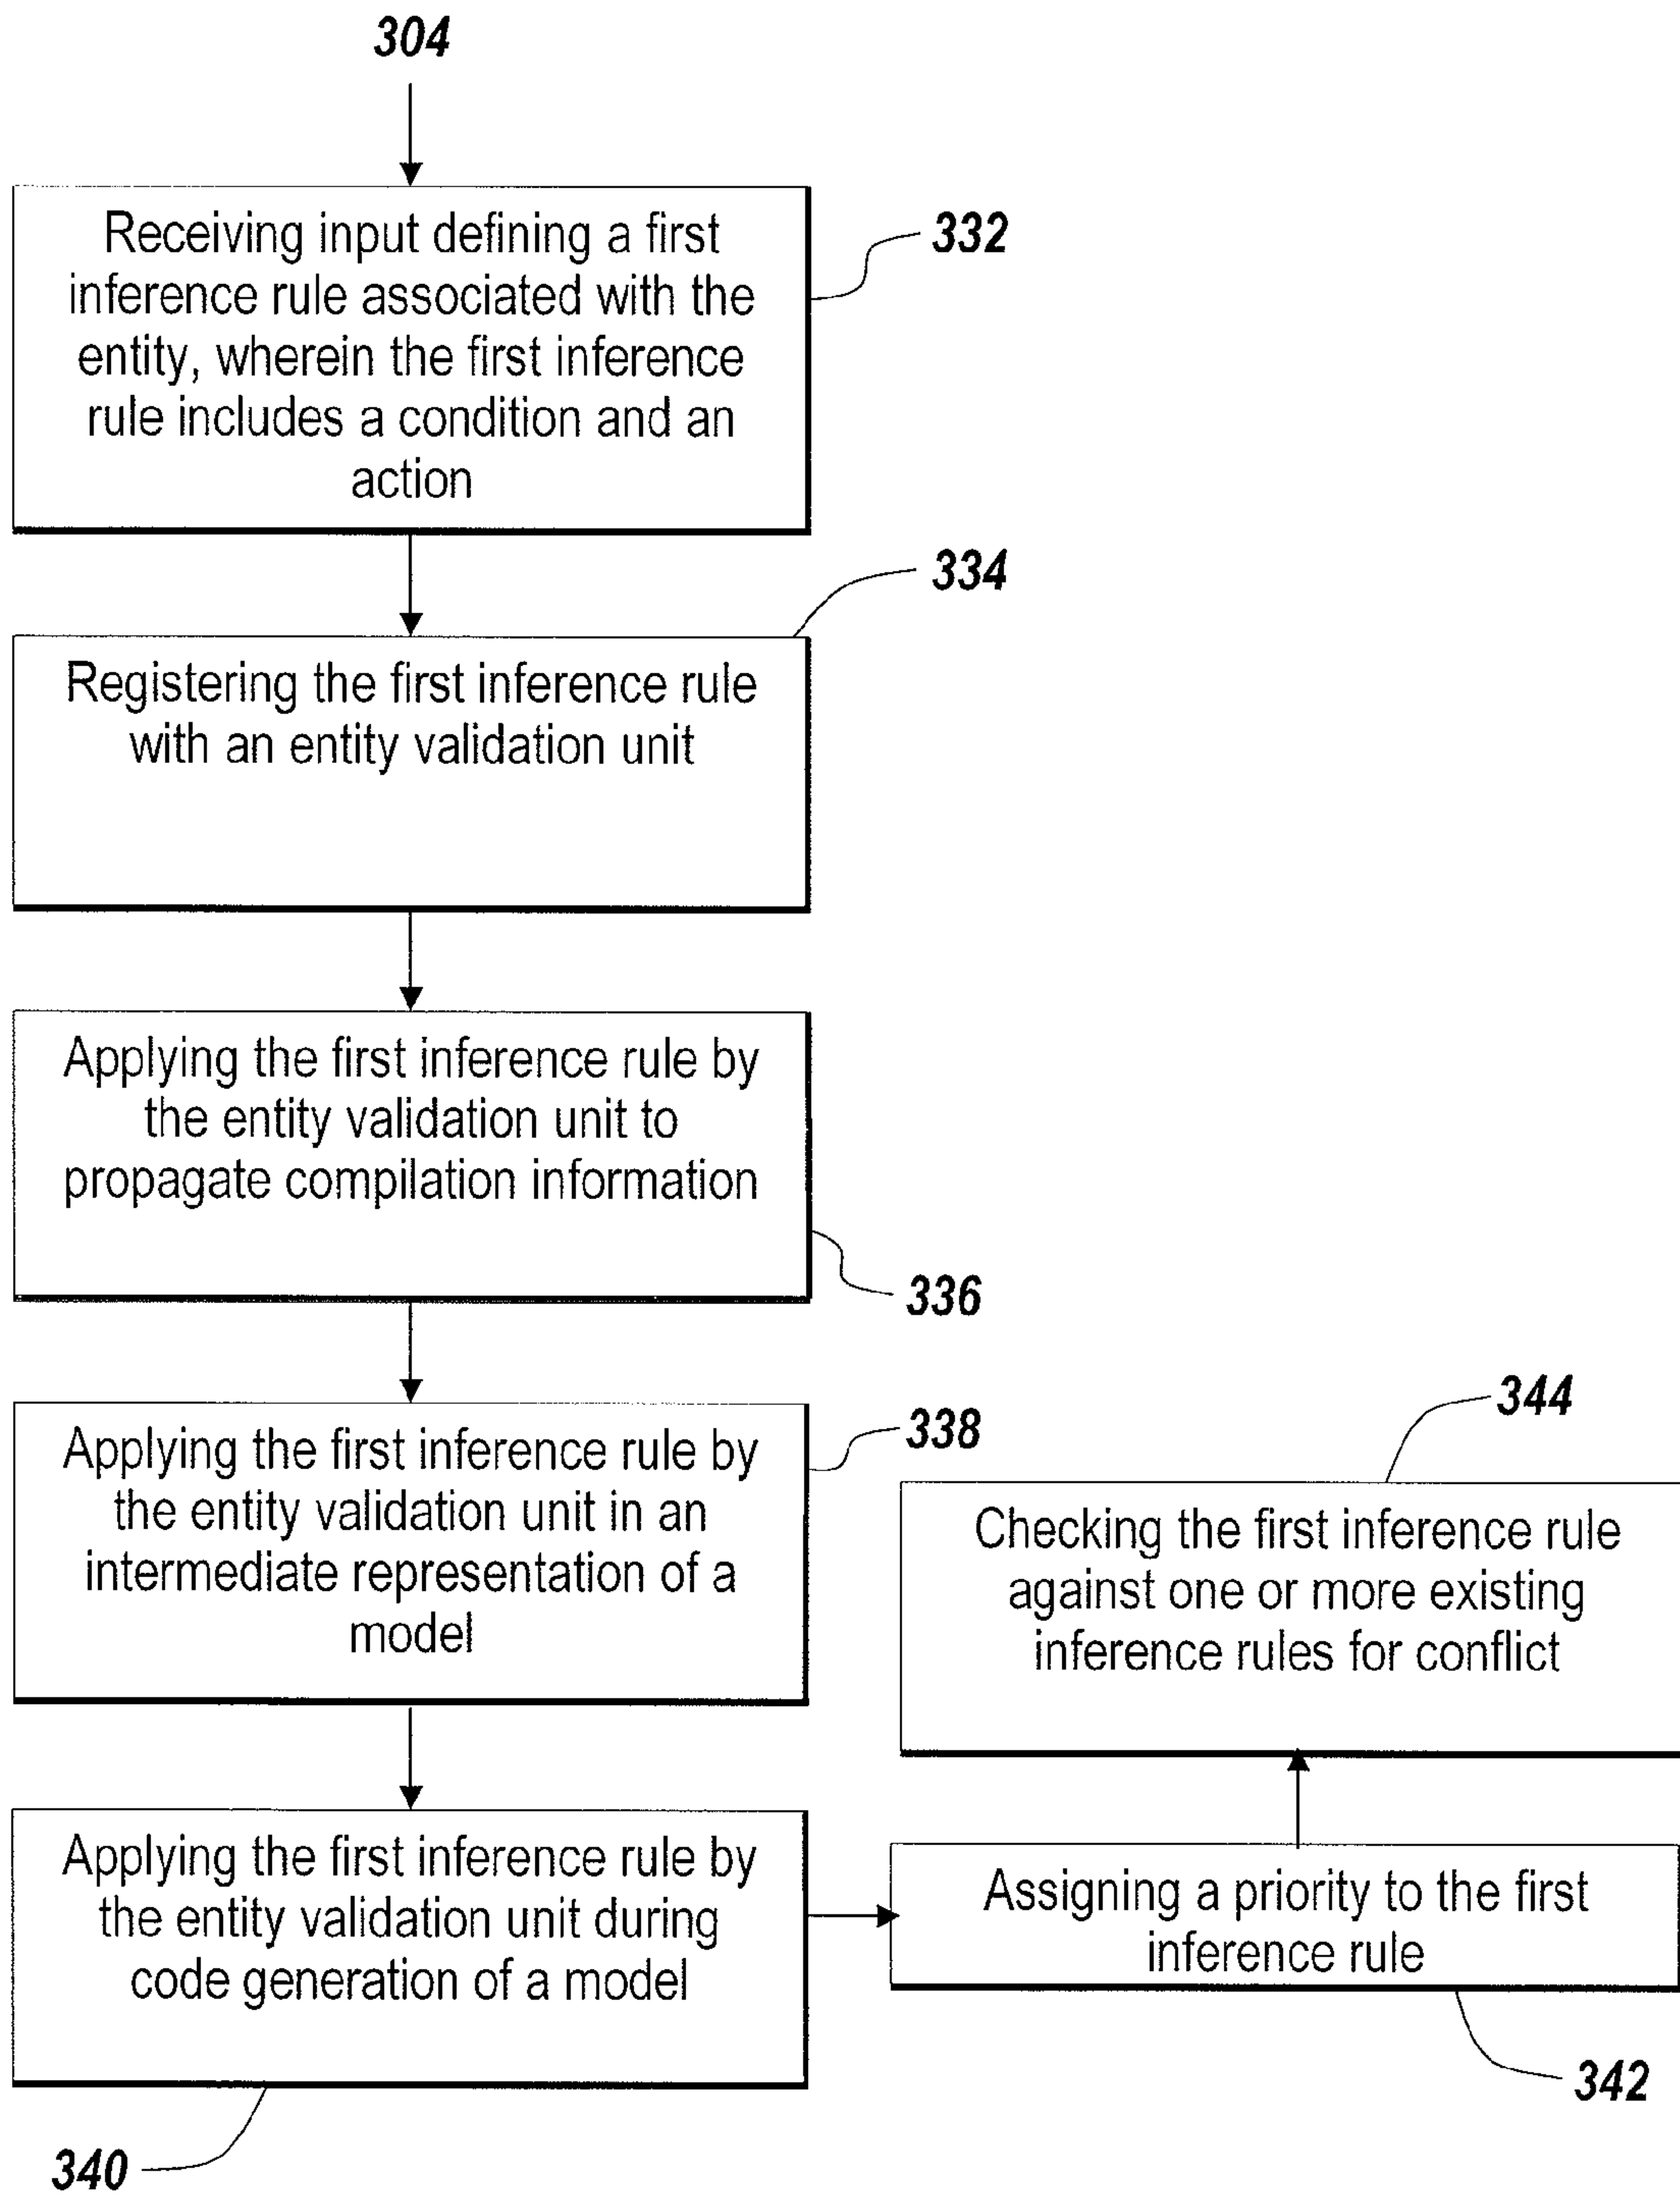 304
Receiving input defining a first
inference rule associated with the
entity, wherein the first inference
rule includes a condition and an
action
332
334
Registering the first inference rule
with an entity validation unit
Applying the first inference rule by
the entity validation unit to
propagate compilation information
336
Applying the first inference rule by
the entity validation unit in an
intermediate representation of a
model
338
Applying the first inference rule by
the entity validation unit during
code generation of a model
340
Assigning a priority to the first
inference rule
342
344
Checking the first inference rule
against one or more existing
inference rules for conflict